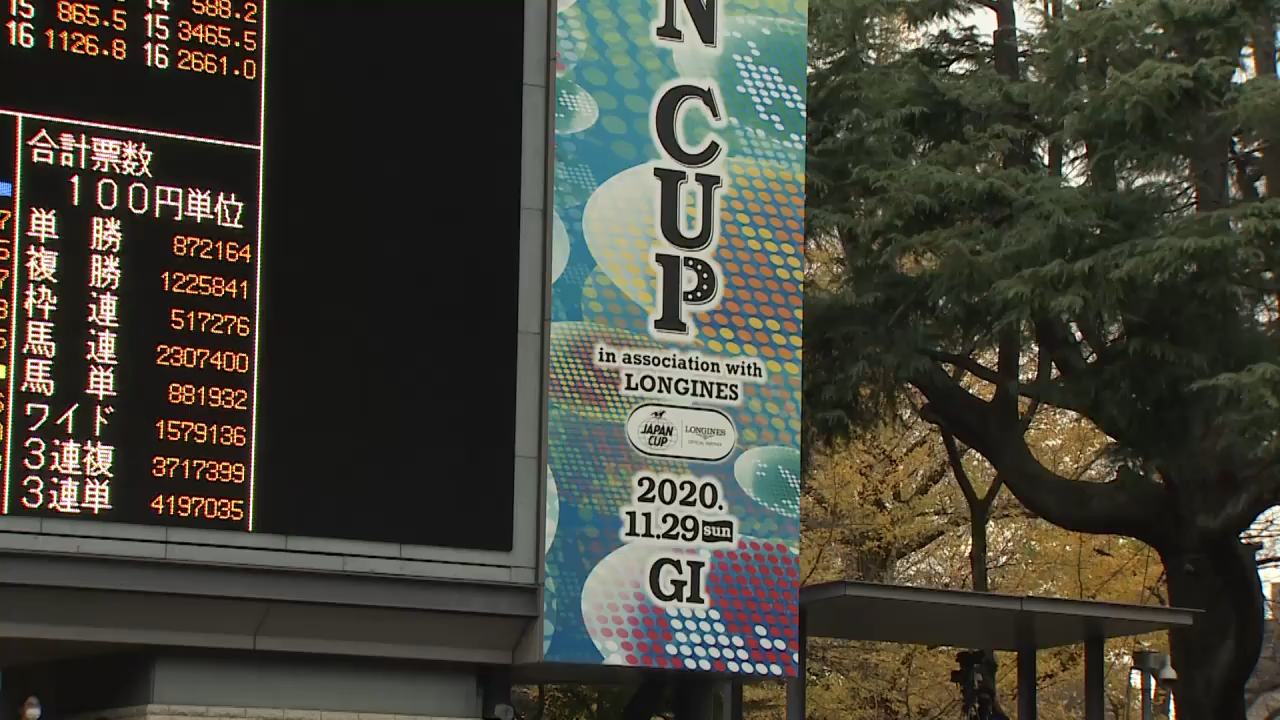 15 865.5 14 588.2
16 1126.8 15 3465.5
16 2661.0
合計票数
100円単位
単勝 872164
複勝 1225841
枠連 517276
馬連 2307400
馬単 881932
ワイド 1579136
3連複 3717399
3連単 4197035
N CUP
in association with
LONGINES
JAPAN CUP
LONGINES
2020.
11.29 sun
GI